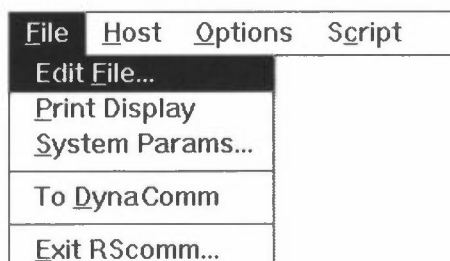 File Host Options Script
Edit File...
Print Display
System Params...
To DynaComm
Exit RScomm...